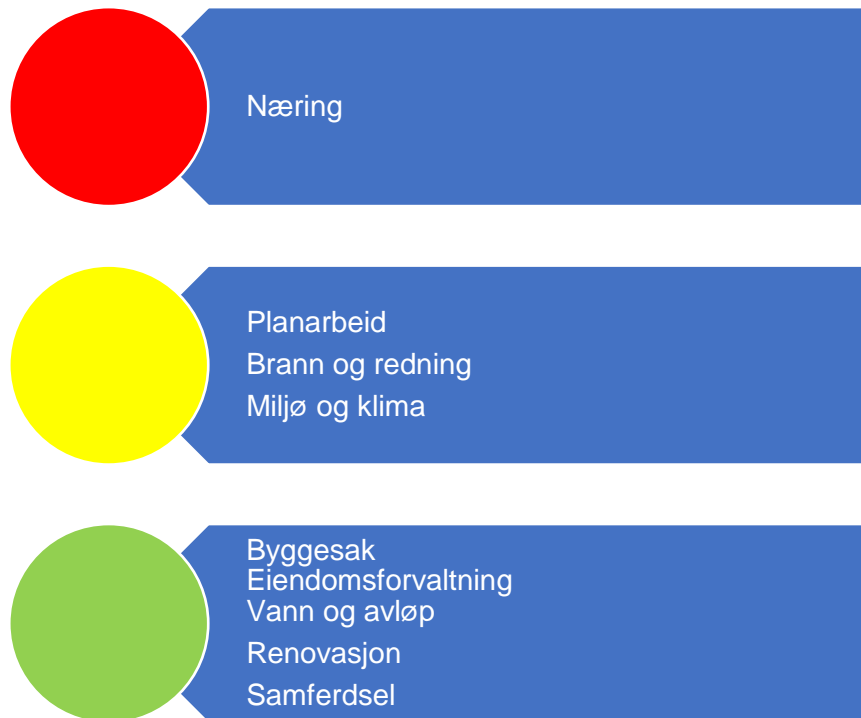 Næring
Planarbeid
Brann og redning
Miljø og klima
Byggesak
Eiendomsforvaltning
Vann og avløp
Renovasjon
Samferdsel